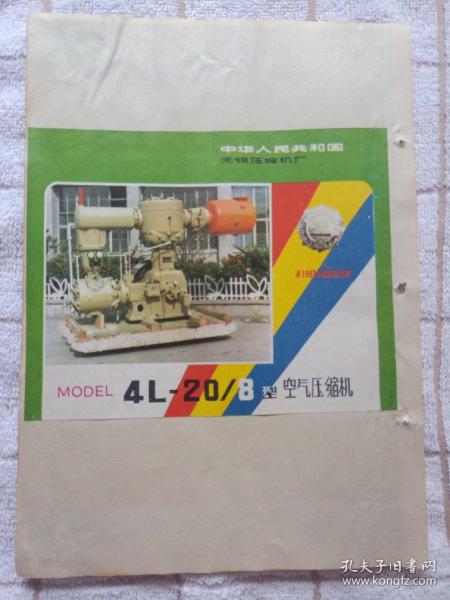 中华人民共和国
无锡压缩机厂
MODEL 4L-20/8 型 空气压缩机
孔夫子旧书网
www.kongfz.com